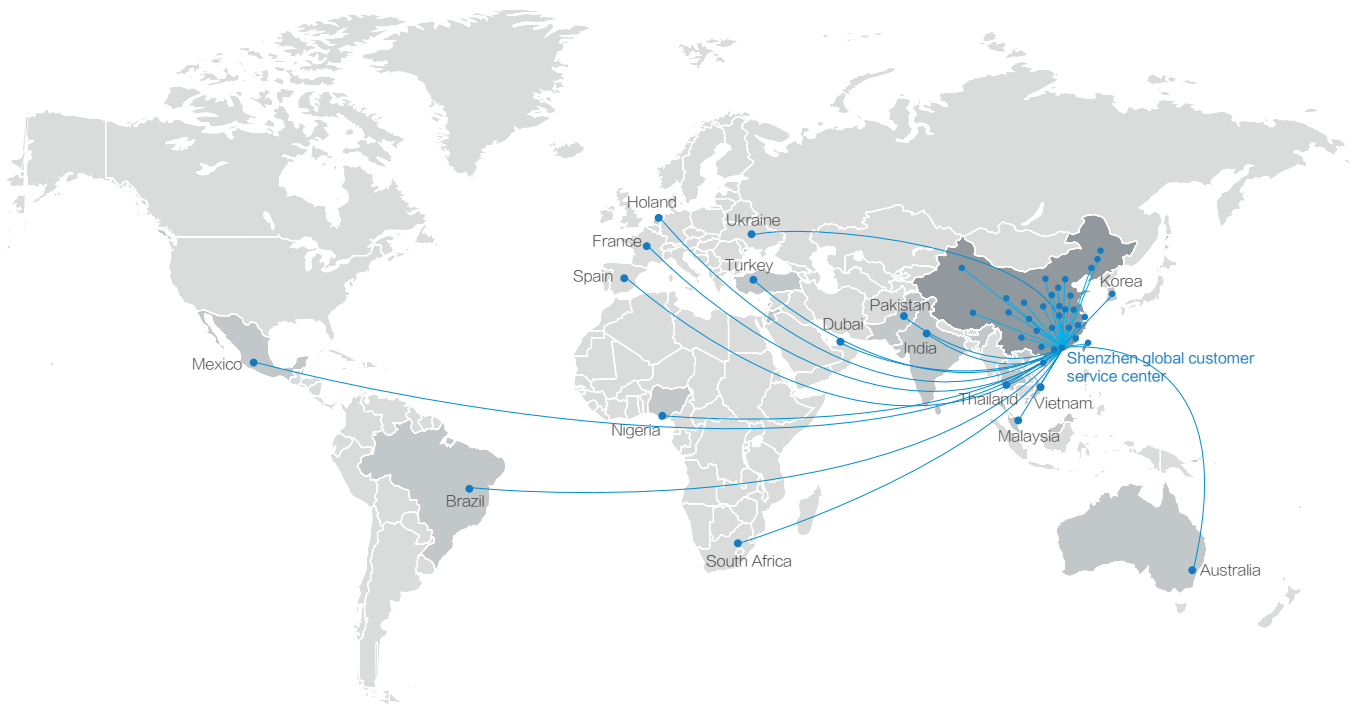 Holand
Ukraine
France
Turkey
Spain
Korea
Pakistan
Dubai
India
Mexico
Shenzhen global customer
service center
Thailand
Vietnam
Nigeria
Malaysia
Brazil
South Africa
Australia